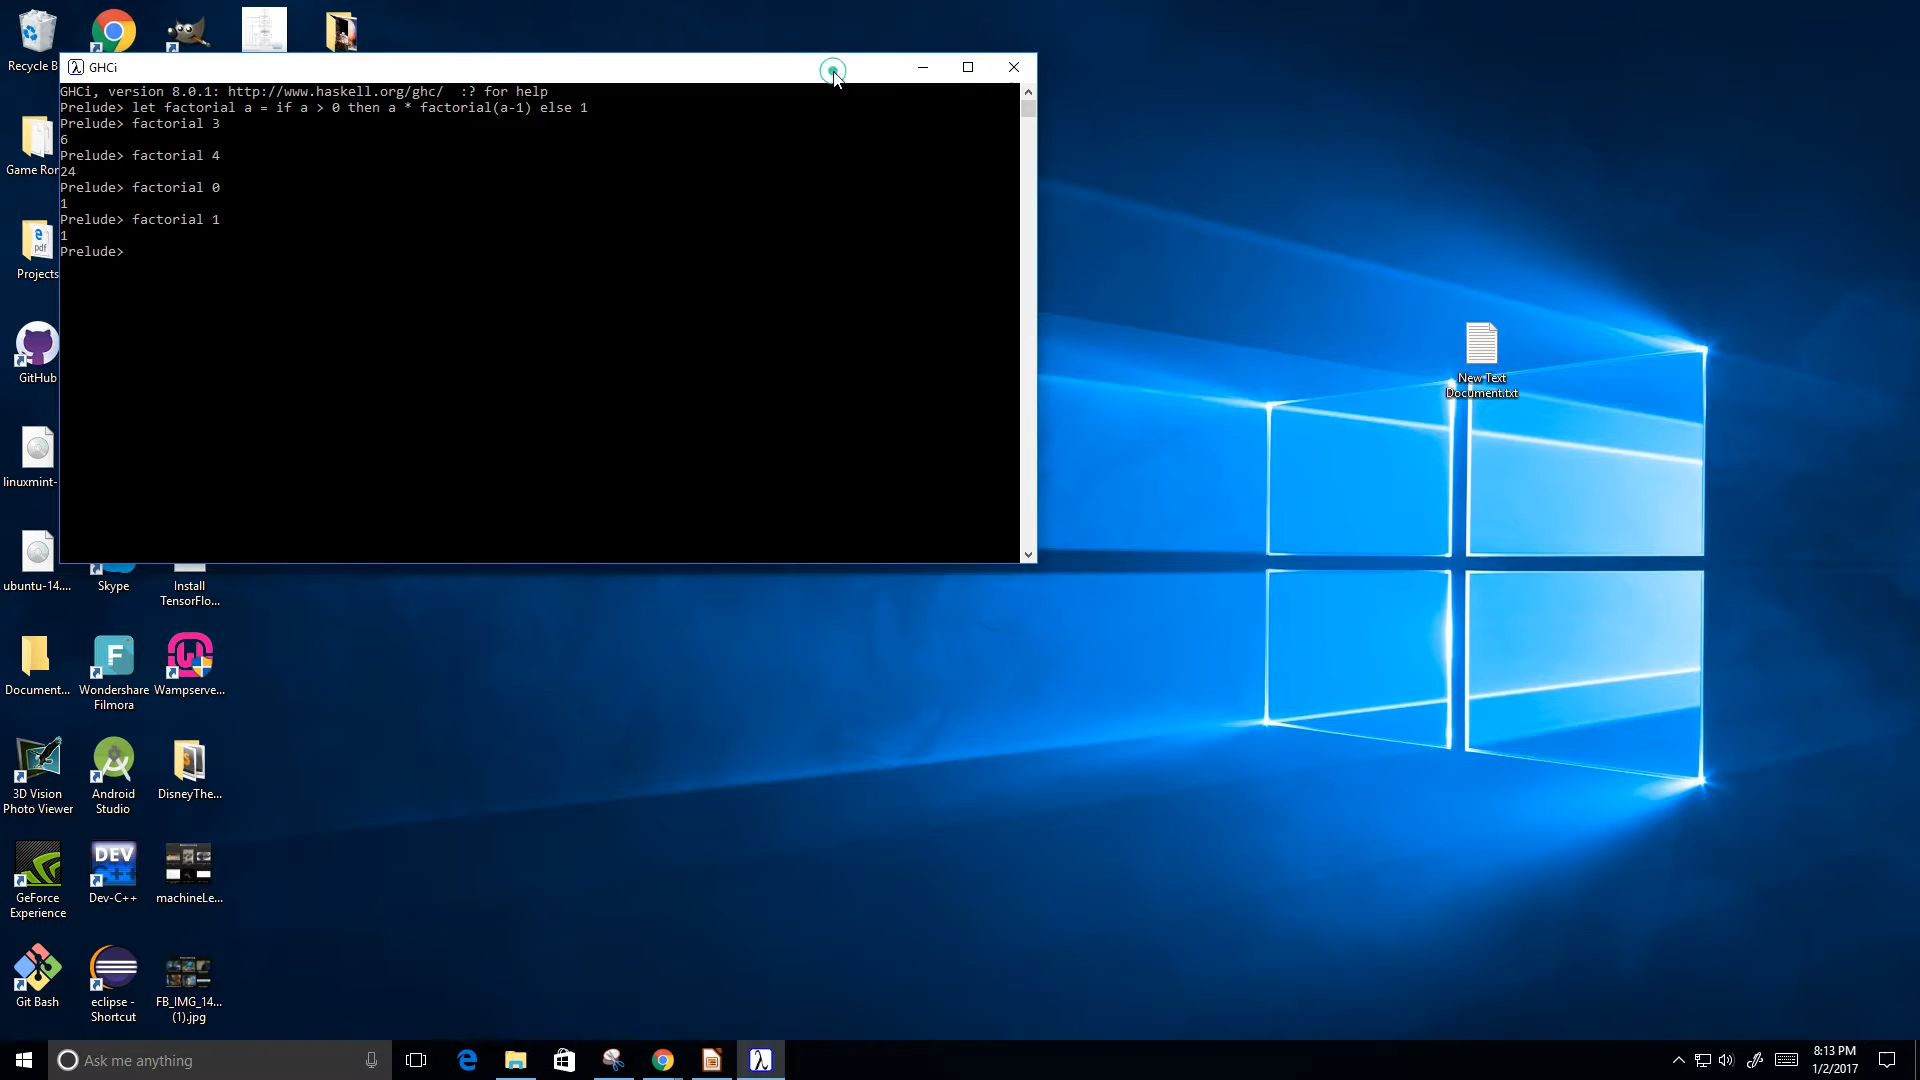 Recycle B
GHCi
GHCi, version 8.0.1: http://www.haskell.org/ghc/  :? for help
Prelude> let factorial a = if a > 0 then a * factorial(a-1) else 1
Prelude> factorial 3
6
Prelude> factorial 4
24
Prelude> factorial 0
1
Prelude> factorial 1
1
Prelude>
Game Ror
Projects
GitHub
linuxmint-
ubuntu-14....
Skype
Install
TensorFlo...
New Text
Document.txt
Document...
Wondershare
Filmora
Wampserve...
3D Vision
Photo Viewer
Android
Studio
DisneyThe...
GeForce
Experience
DEV
C++
Dev-C++
machineLe...
Git Bash
eclipse -
Shortcut
FB_IMG_14...
(1).jpg
Ask me anything
8:13 PM
1/2/2017